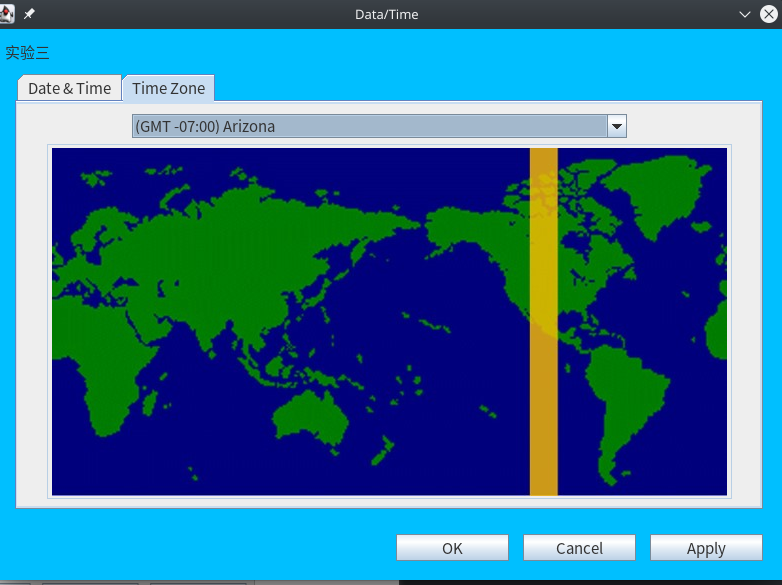 Data/Time
实验三
Date & Time
Time Zone
(GMT -07:00) Arizona
OK
Cancel
Apply